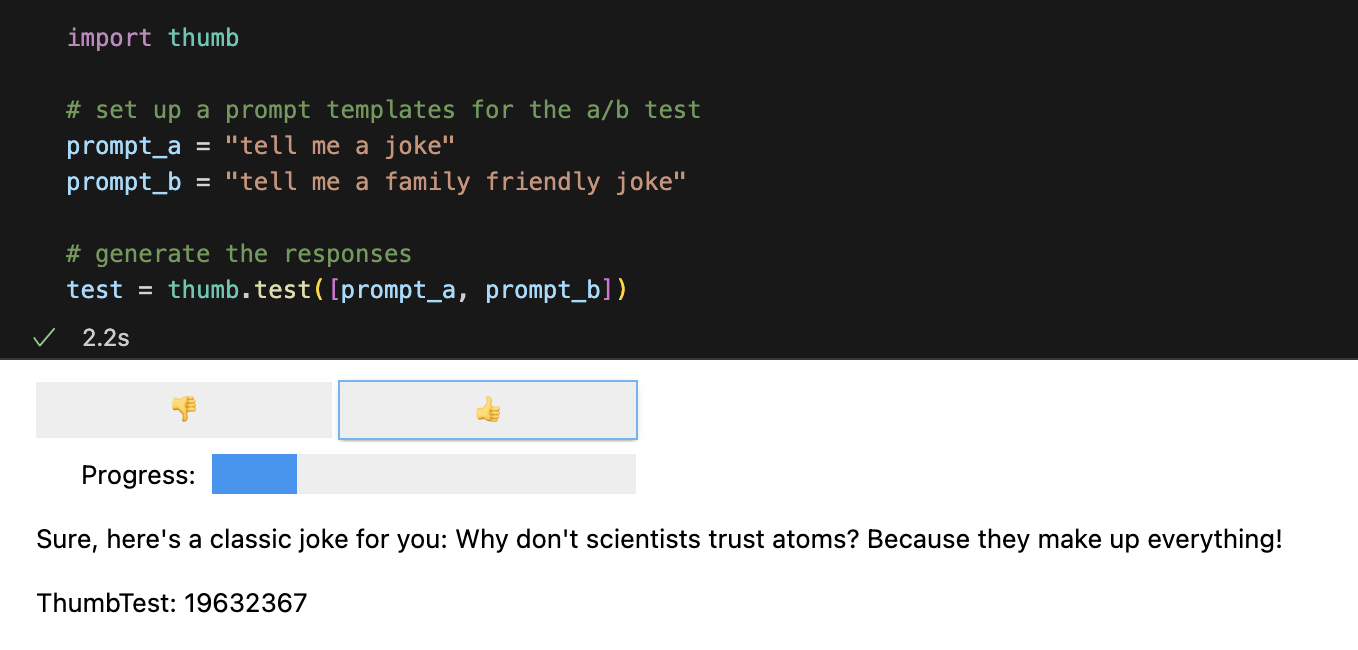 import thumb
# set up a prompt templates for the a/b test
prompt_a = "tell me a joke"
prompt_b = "tell me a family friendly joke"
# generate the responses
test = thumb.test([prompt_a, prompt_b])
2.2s
Progress:
Sure, here's a classic joke for you: Why don't scientists trust atoms? Because they make up everything!
ThumbTest: 19632367